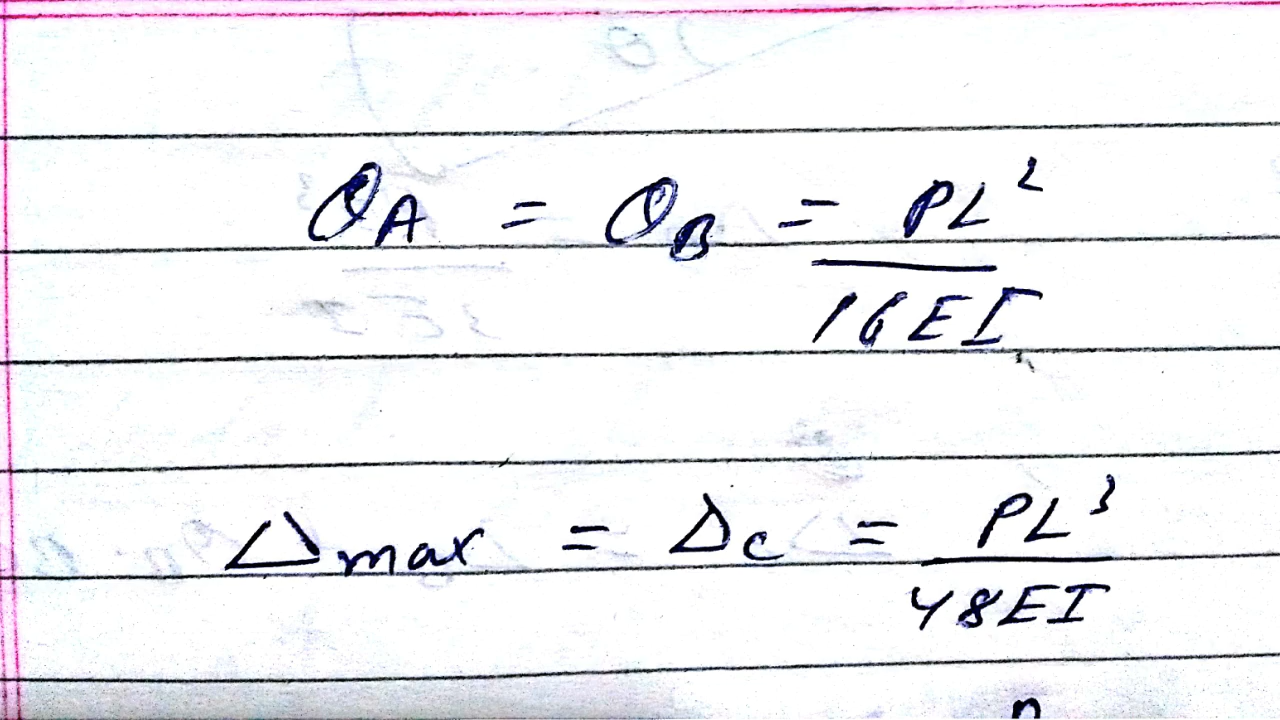 θA = θB = PL²/16EI
Δmax = Δc = PL³/48EI